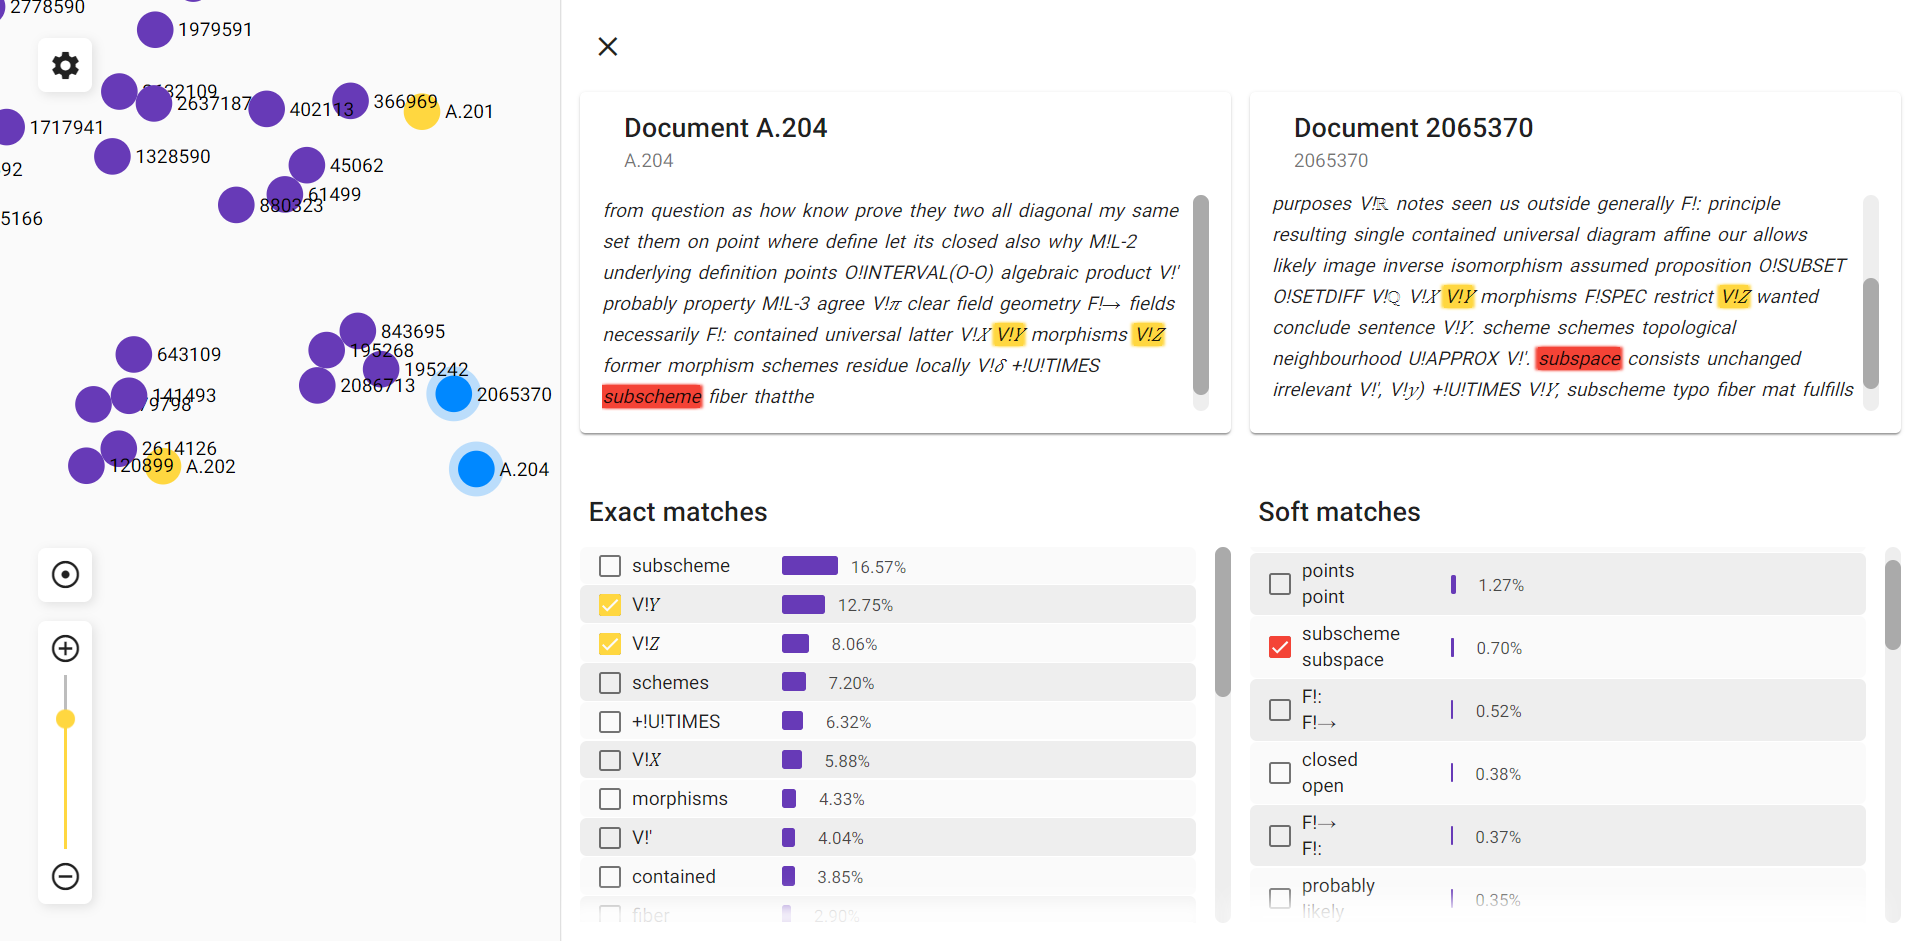 2778590
1979591
2637187
402113
366969
A.201
1717941
1328590
45062
92
61499
880323
5166
843695
195268
643109
195242
2086713
2065370
141493
2614126
120899
A.202
A.204
Document A.204
A.204
from question as how know prove they two all diagonal my same
set them on point where define let its closed also why M!L-2
underlying definition points O!INTERVAL(O-O) algebraic product V!'
probably property M!L-3 agree V!π clear field geometry F!→ fields
necessarily F!: contained universal latter V!X V!Y morphisms V!Z
former morphism schemes residue locally V!δ +!U!TIMES
subscheme fiber thatthe
Document 2065370
2065370
purposes V!ℝ notes seen us outside generally F!: principle
resulting single contained universal diagram affine our allows
likely image inverse isomorphism assumed proposition O!SUBSET
O!SETDIFF V!ℚ V!X V!Y morphisms F!SPEC restrict V!Z wanted
conclude sentence V!Y. scheme schemes topological
neighbourhood U!APPROX V!'. subspace consists unchanged
irrelevant V!', V!y) +!U!TIMES V!Y, subscheme typo fiber mat fulfills
Exact matches
subscheme 16.57%
V!Y 12.75%
V!Z 8.06%
schemes 7.20%
+!U!TIMES 6.32%
V!X 5.88%
morphisms 4.33%
V!' 4.04%
contained 3.85%
fiber 2.90%
Soft matches
points
point 1.27%
subscheme
subspace 0.70%
F!:
F!→ 0.52%
closed
open 0.38%
F!→
F!: 0.37%
probably
likely 0.35%